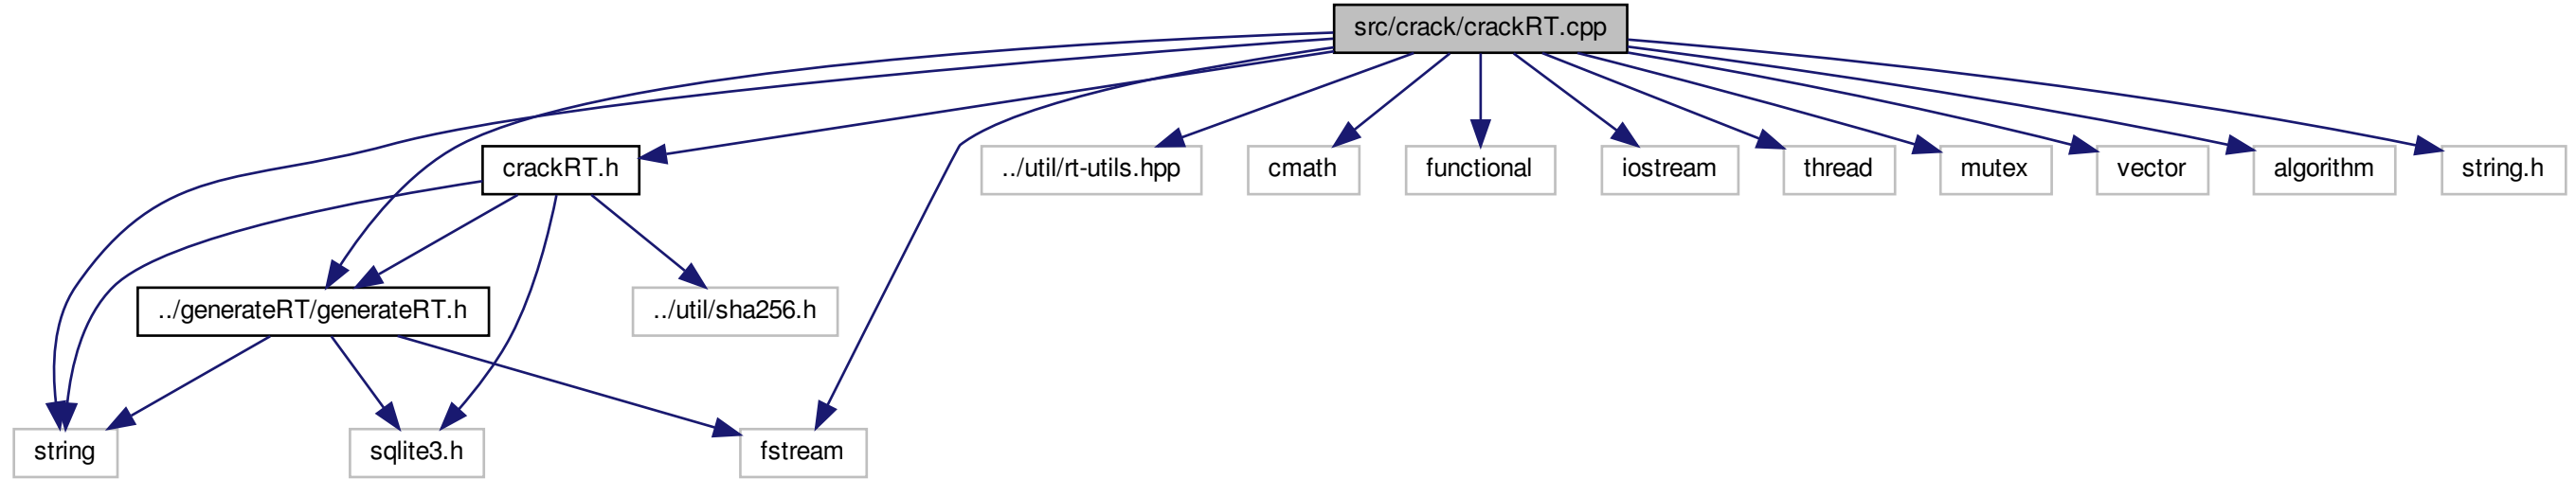 src/crack/crackRT.cpp
crackRT.h
../util/rt-utils.hpp
cmath
functional
iostream
thread
mutex
vector
algorithm
string.h
../generateRT/generateRT.h
../util/sha256.h
string
sqlite3.h
fstream